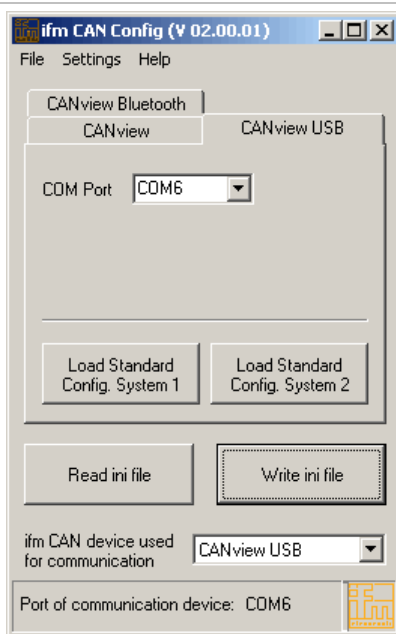 ifm CAN Config (V 02.00.01)
File Settings Help
CANview Bluetooth
CANview CANview USB
COM Port COM6
Load Standard
Config. System 1
Load Standard
Config. System 2
Read ini file Write ini file
ifm CAN device used
for communication
CANview USB
Port of communication device: COM6
ifm